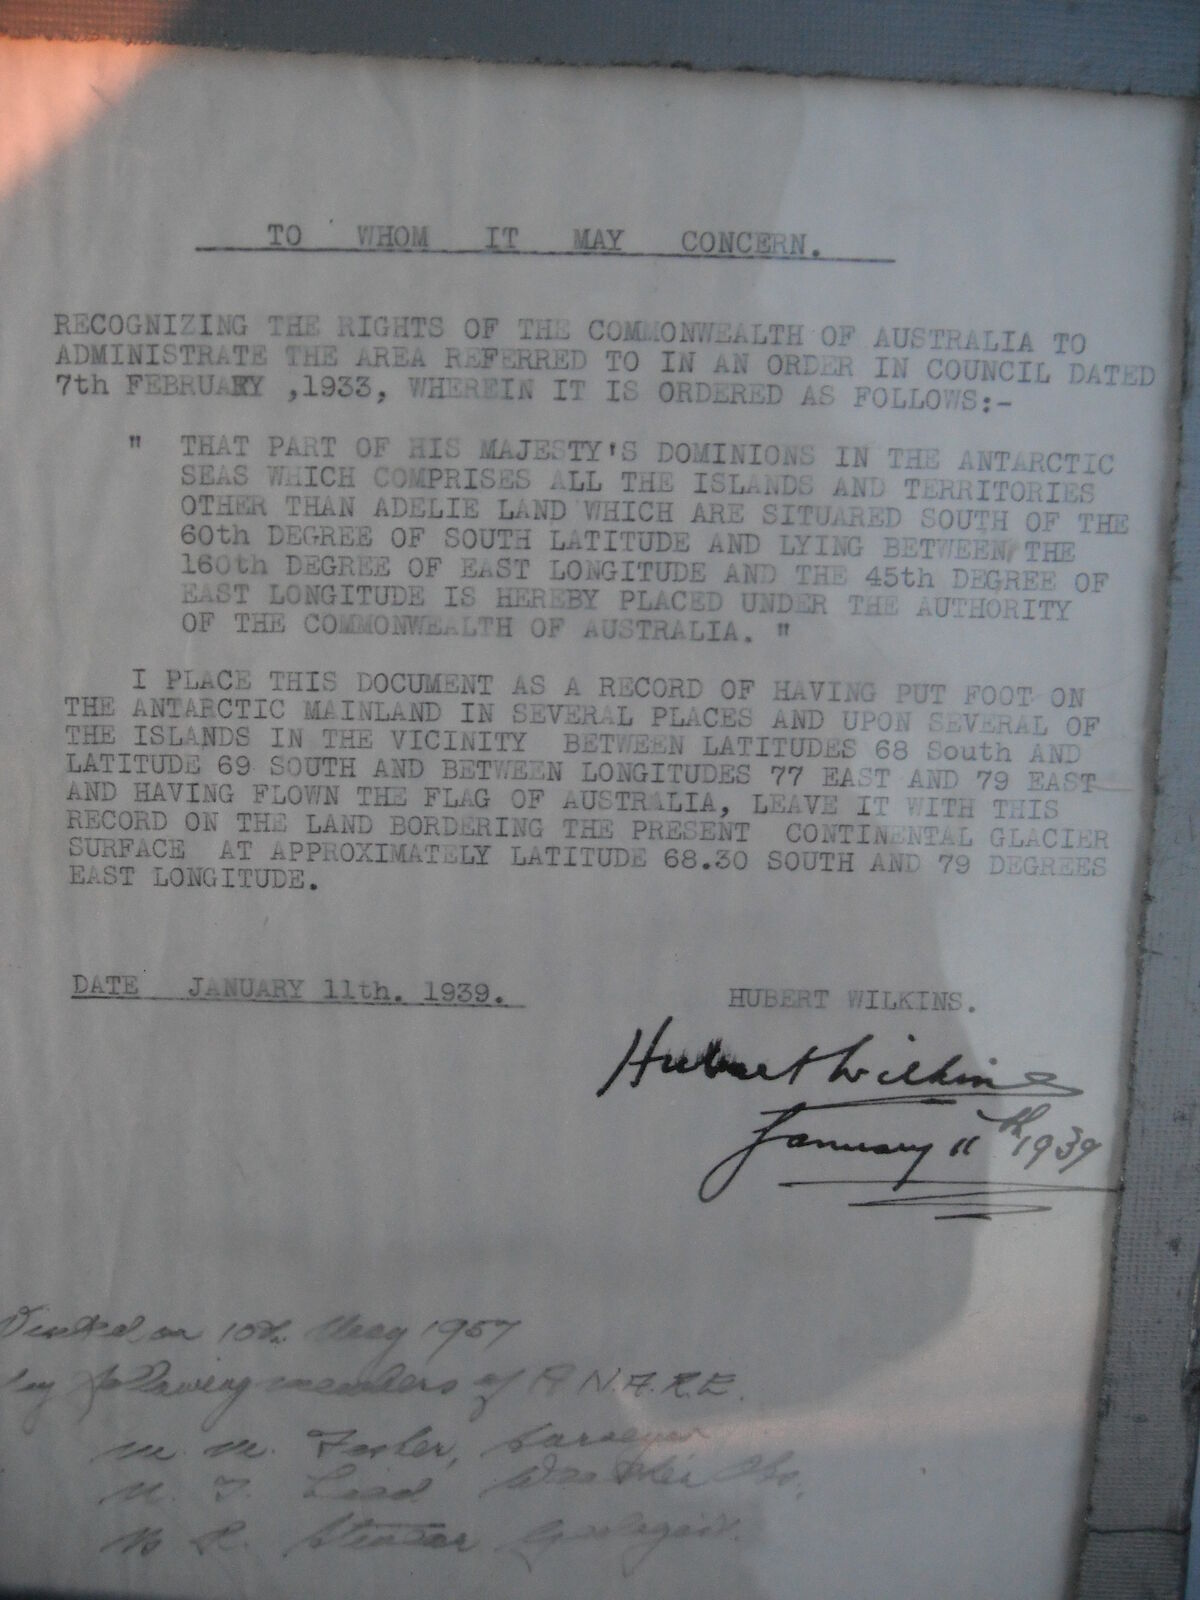 TO WHOM IT MAY CONCERN.
RECOGNIZING THE RIGHTS OF THE COMMONWEALTH OF AUSTRALIA TO
ADMINISTRATE THE AREA REFERRED TO IN AN ORDER IN COUNCIL DATED
7th FEBRUARY ,1933, WHEREIN IT IS ORDERED AS FOLLOWS:-
" THAT PART OF HIS MAJESTY'S DOMINIONS IN THE ANTARCTIC
SEAS WHICH COMPRISES ALL THE ISLANDS AND TERRITORIES
OTHER THAN ADELIE LAND WHICH ARE SITUARED SOUTH OF THE
60th DEGREE OF SOUTH LATITUDE AND LYING BETWEEN THE
160th DEGREE OF EAST LONGITUDE AND THE 45th DEGREE OF
EAST LONGITUDE IS HEREBY PLACED UNDER THE AUTHORITY
OF THE COMMONWEALTH OF AUSTRALIA. "
I PLACE THIS DOCUMENT AS A RECORD OF HAVING PUT FOOT ON
THE ANTARCTIC MAINLAND IN SEVERAL PLACES AND UPON SEVERAL OF
THE ISLANDS IN THE VICINITY BETWEEN LATITUDES 68 South AND
LATITUDE 69 SOUTH AND BETWEEN LONGITUDES 77 EAST AND 79 EAST
AND HAVING FLOWN THE FLAG OF AUSTRALIA, LEAVE IT WITH THIS
RECORD ON THE LAND BORDERING THE PRESENT CONTINENTAL GLACIER
SURFACE AT APPROXIMATELY LATITUDE 68.30 SOUTH AND 79 DEGREES
EAST LONGITUDE.
DATE JANUARY 11th. 1939.
HUBERT WILKINS.
Hubert Wilkins
January 11th 1939
on 10th May 1957
by following members of A.N.A.R.E.
M. M. Surveyor
Weather Obs.
B. R. Geologist.